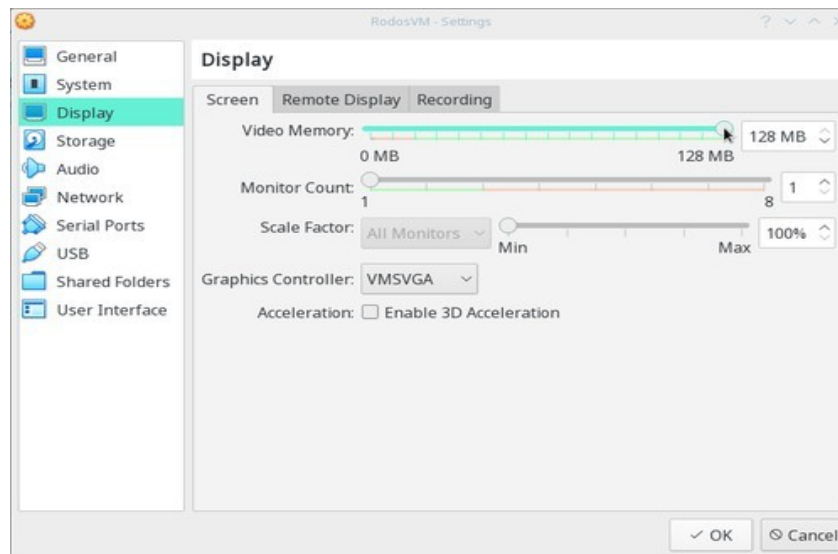 RodosVM - Settings
General
System
Display
Storage
Audio
Network
Serial Ports
USB
Shared Folders
User Interface
Display
Screen Remote Display Recording
Video Memory: 128 MB
0 MB 128 MB
Monitor Count: 1
1 8
Scale Factor: All Monitors 100%
Min Max
Graphics Controller: VMSVGA
Acceleration: Enable 3D Acceleration
OK Cancel